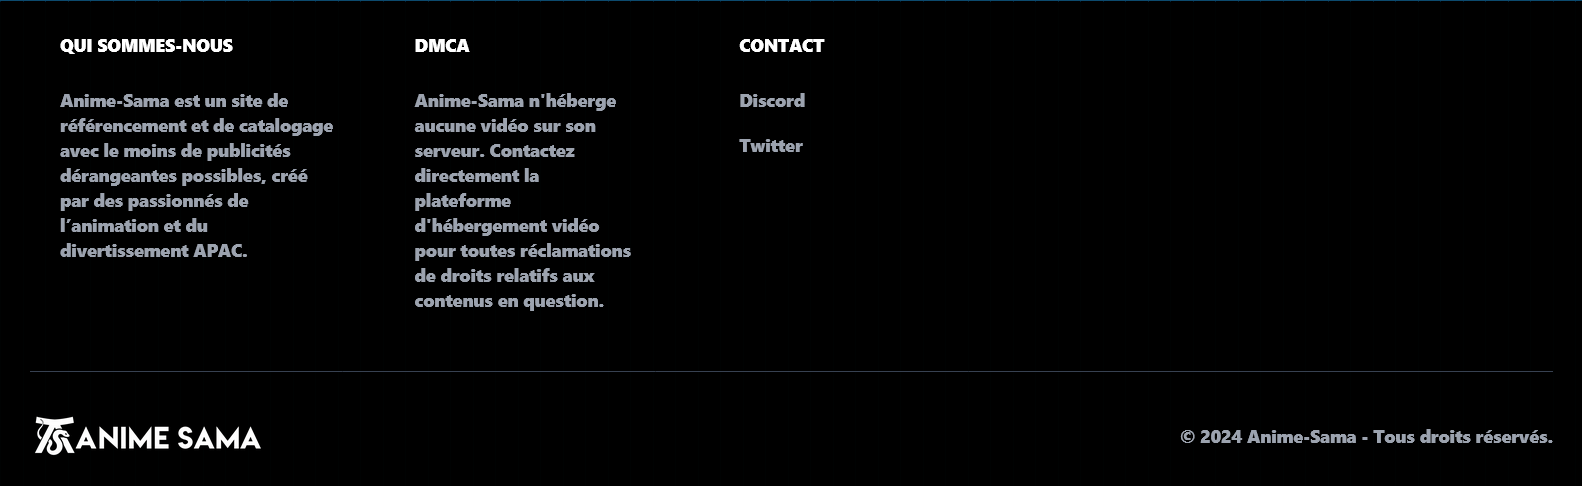 QUI SOMMES-NOUS
Anime-Sama est un site de
référencement et de catalogage
avec le moins de publicités
dérangeantes possibles, créé
par des passionnés de
l’animation et du
divertissement APAC.
DMCA
Anime-Sama n'héberge
aucune vidéo sur son
serveur. Contactez
directement la
plateforme
d'hébergement vidéo
pour toutes réclamations
de droits relatifs aux
contenus en question.
CONTACT
Discord
Twitter
ANIME SAMA
© 2024 Anime-Sama - Tous droits réservés.